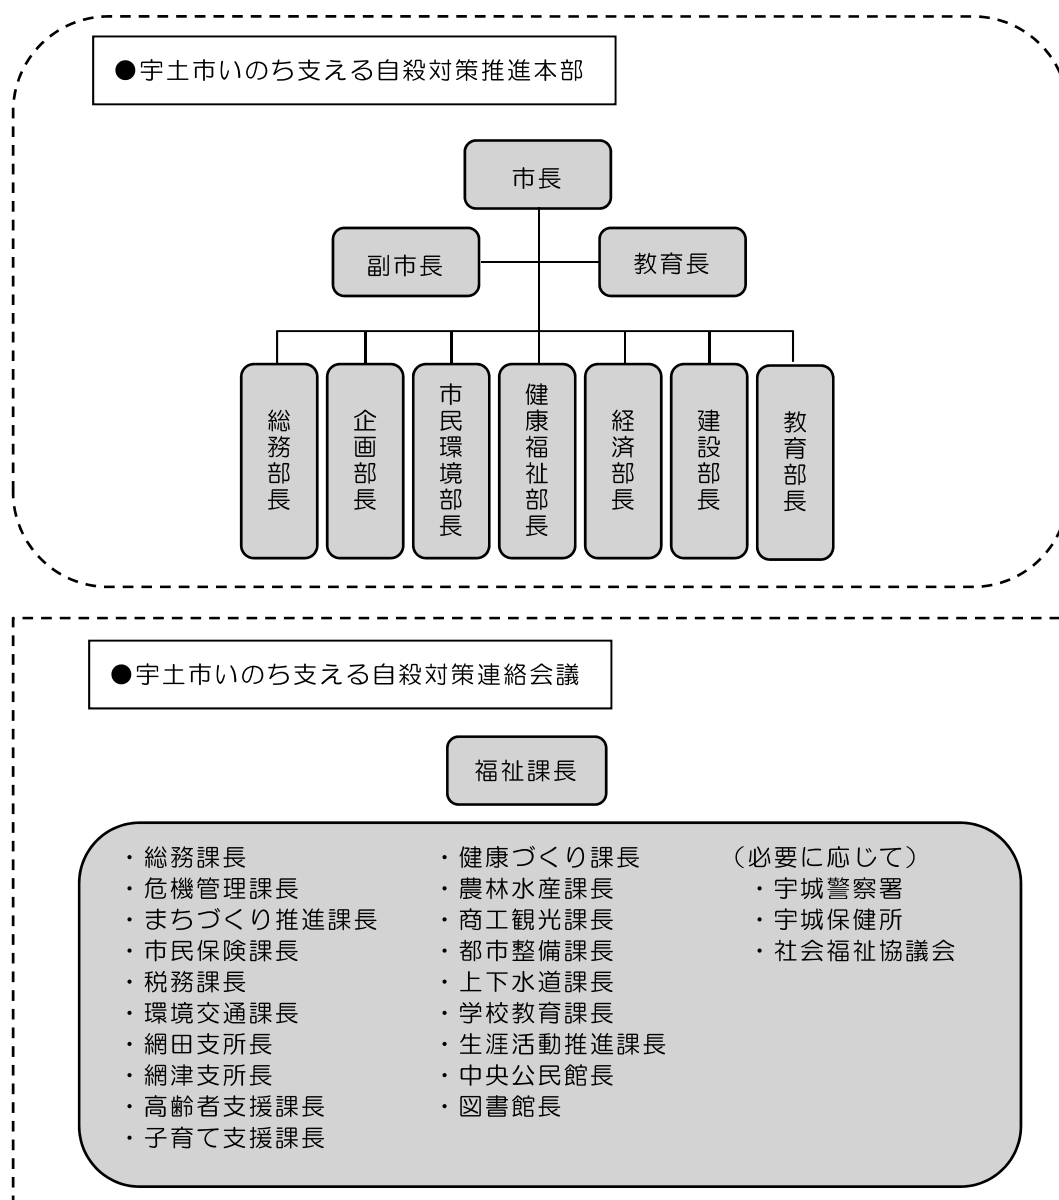 ●宇土市いのち支える自殺対策推進本部
市長
副市長
教育長
総務部長
企画部長
市民環境部長
健康福祉部長
経済部長
建設部長
教育部長
●宇土市いのち支える自殺対策連絡会議
福祉課長
・総務課長
・危機管理課長
・まちづくり推進課長
・市民保険課長
・税務課長
・環境交通課長
・網田支所長
・網津支所長
・高齢者支援課長
・子育て支援課長
・健康づくり課長
・農林水産課長
・商工観光課長
・都市整備課長
・上下水道課長
・学校教育課長
・生涯活動推進課長
・中央公民館長
・図書館長
（必要に応じて）
・宇城警察署
・宇城保健所
・社会福祉協議会